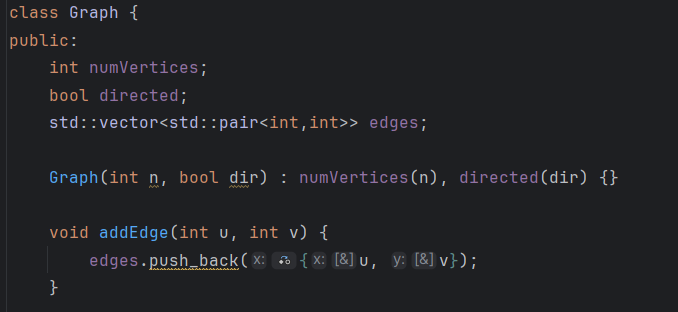 class Graph {
public:
    int numVertices;
    bool directed;
    std::vector<std::pair<int,int>> edges;

    Graph(int n, bool dir) : numVertices(n), directed(dir) {}

    void addEdge(int u, int v) {
        edges.push_back(x: {x: [&]u, y: [&]v});
    }